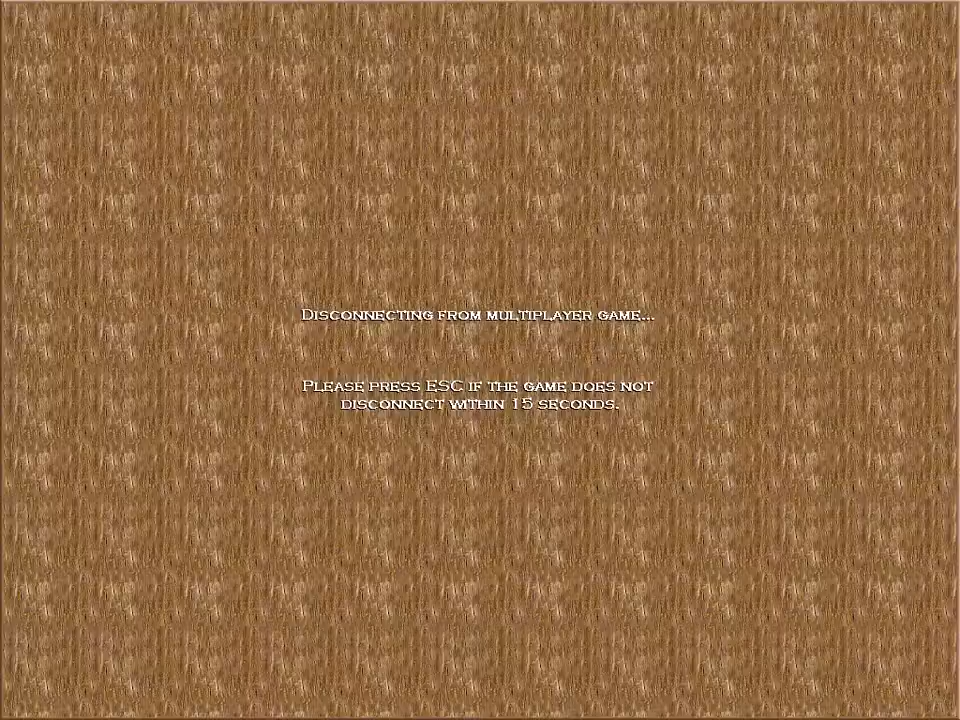 Disconnecting from multiplayer game...
Please press ESC if the game does not
disconnect within 15 seconds.